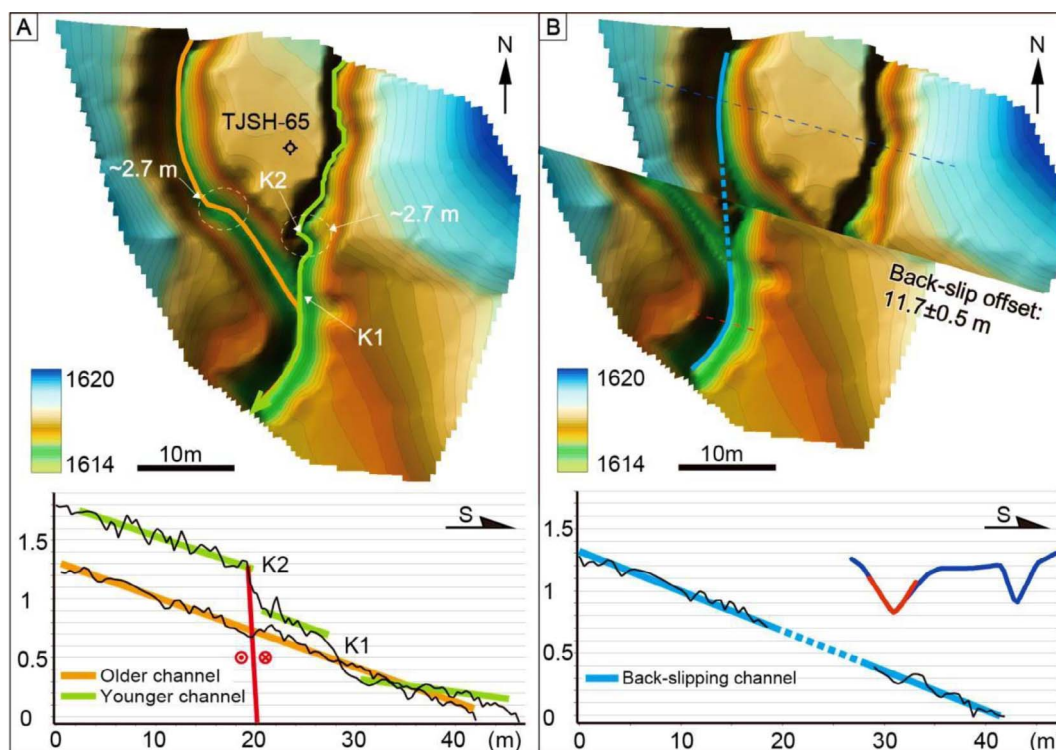 A
N
TJSH-65
~2.7 m
K2
~2.7 m
K1
1620
1614
10m
B
N
Back-slip offset:
11.7±0.5 m
1620
1614
10m
S
1.5
1
0.5
0
K2
K1
Older channel
Younger channel
0 10 20 30 40 (m)
S
1.5
1
0.5
0
Back-slipping channel
0 10 20 30 40 (m)